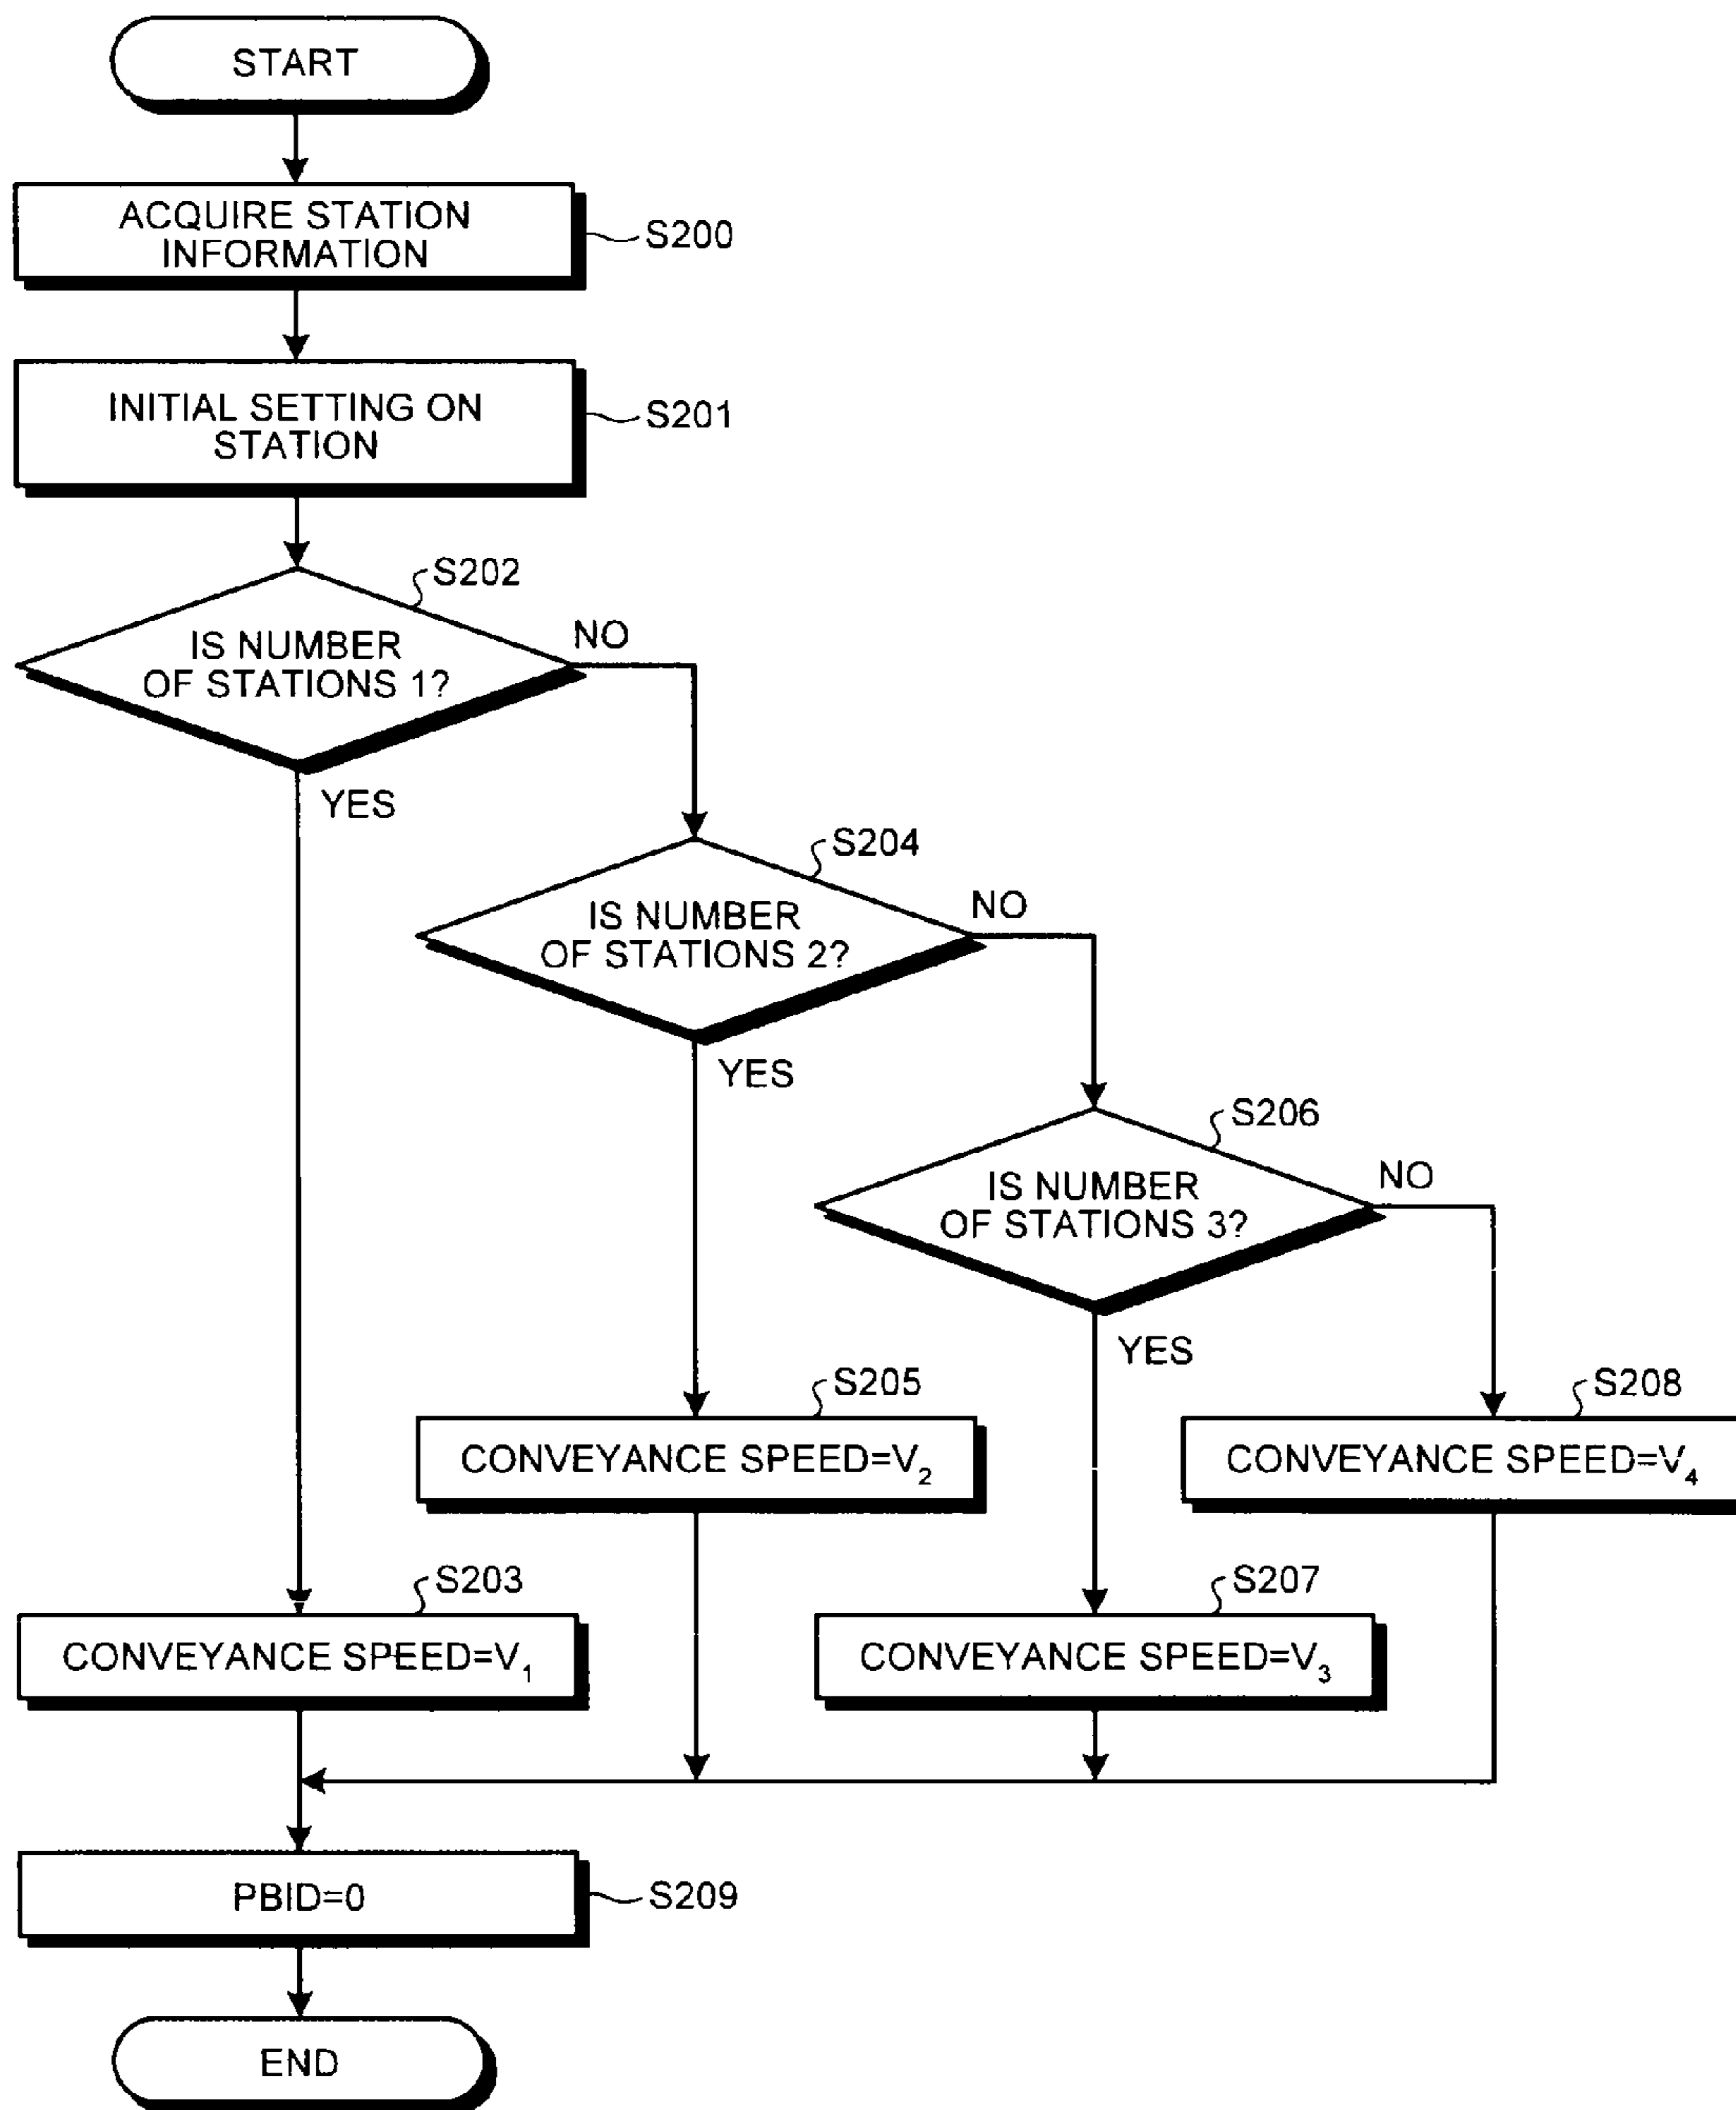 START
ACQUIRE STATION
INFORMATION
S200
INITIAL SETTING ON
STATION
S201
S202
IS NUMBER
OF STATIONS 1?
NO
YES
S204
IS NUMBER
OF STATIONS 2?
NO
YES
S206
IS NUMBER
OF STATIONS 3?
NO
YES
S205
CONVEYANCE SPEED=V₂
S208
CONVEYANCE SPEED=V₄
S203
CONVEYANCE SPEED=V₁
S207
CONVEYANCE SPEED=V₃
PBID=0
S209
END